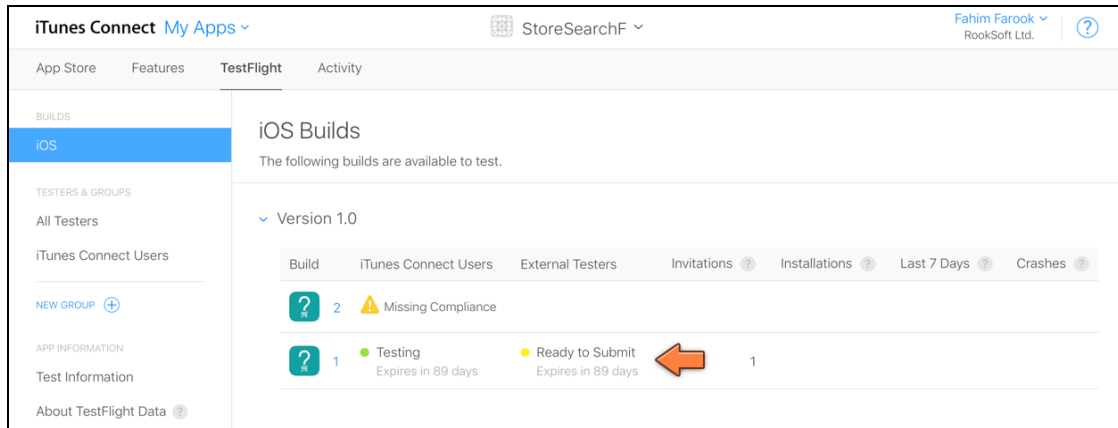 iTunes Connect My Apps
StoreSearchF
Fahim Farook
RookSoft Ltd.
?
App Store Features TestFlight Activity
BUILDS
iOS
TESTERS & GROUPS
All Testers
iTunes Connect Users
NEW GROUP +
APP INFORMATION
Test Information
About TestFlight Data ?
iOS Builds
The following builds are available to test.
Version 1.0
Build iTunes Connect Users External Testers Invitations ? Installations ? Last 7 Days ? Crashes ?
? 2 ! Missing Compliance
? 1 Testing Ready to Submit 1
Expires in 89 days Expires in 89 days